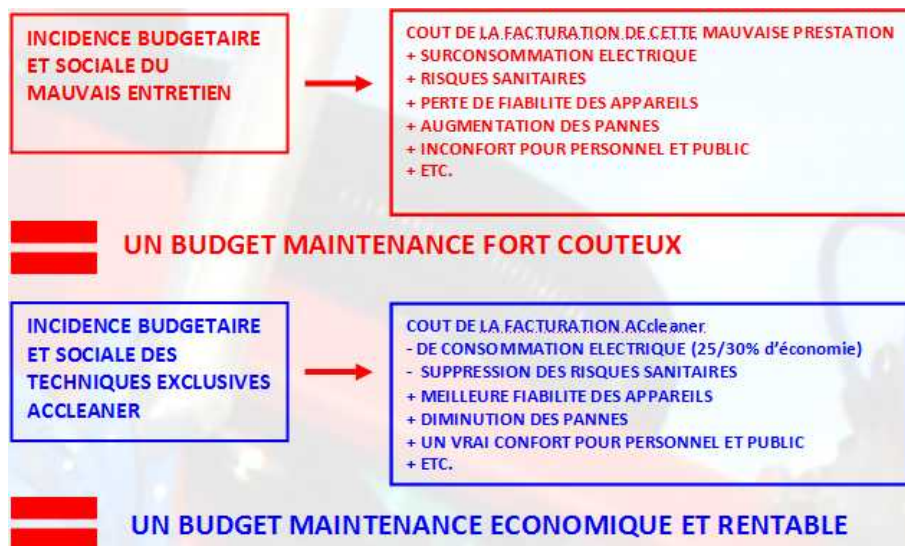 INCIDENCE BUDGETAIRE
ET SOCIALE DU
MAUVAIS ENTRETIEN
COUT DE LA FACTURATION DE CETTE MAUVAISE PRESTATION
+ SURCONSOMMATION ELECTRIQUE
+ RISQUES SANITAIRES
+ PERTE DE FIABILITE DES APPAREILS
+ AUGMENTATION DES PANNES
+ INCONFORT POUR PERSONNEL ET PUBLIC
+ ETC.
UN BUDGET MAINTENANCE FORT COUTEUX
INCIDENCE BUDGETAIRE
ET SOCIALE DES
TECHNIQUES EXCLUSIVES
ACCLEANER
COUT DE LA FACTURATION ACcleaner
- DE CONSOMMATION ELECTRIQUE (25/30% d'économie)
- SUPPRESSION DES RISQUES SANITAIRES
+ MEILLEURE FIABILITE DES APPAREILS
+ DIMINUTION DES PANNES
+ UN VRAI CONFORT POUR PERSONNEL ET PUBLIC
+ ETC.
UN BUDGET MAINTENANCE ECONOMIQUE ET RENTABLE